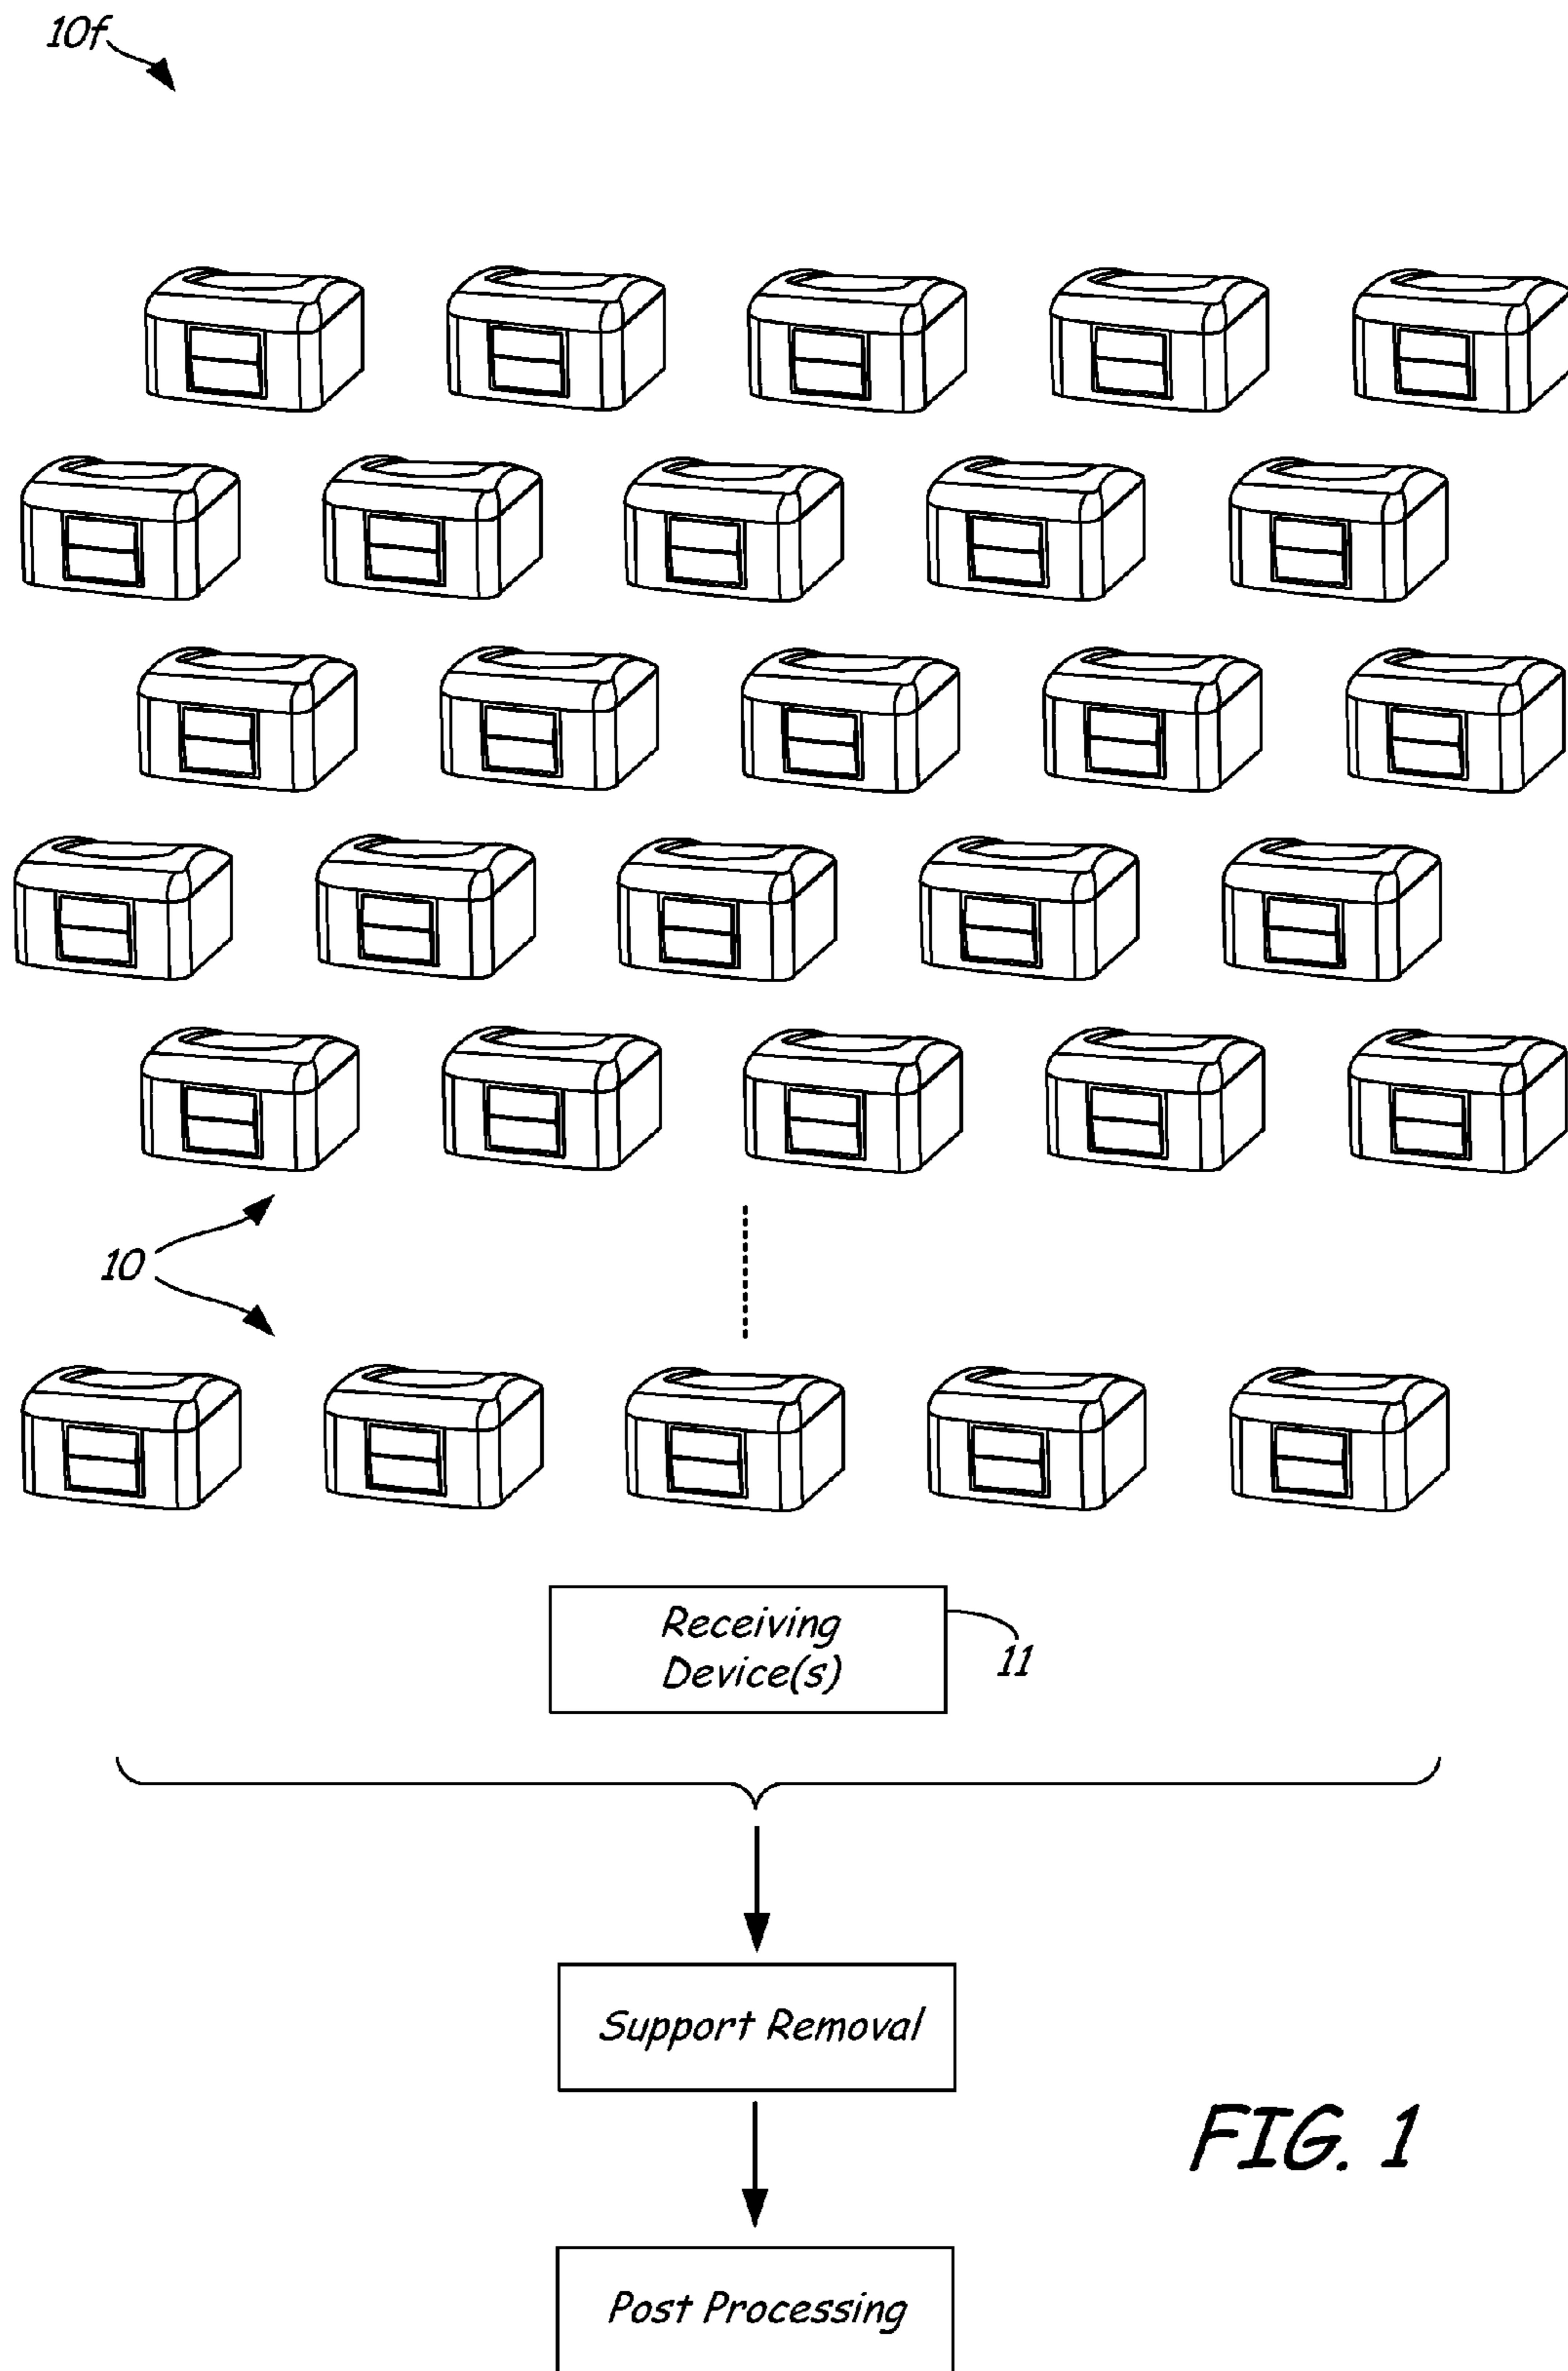 10f
10
Receiving
Device(s)
11
Support Removal
FIG. 1
Post Processing